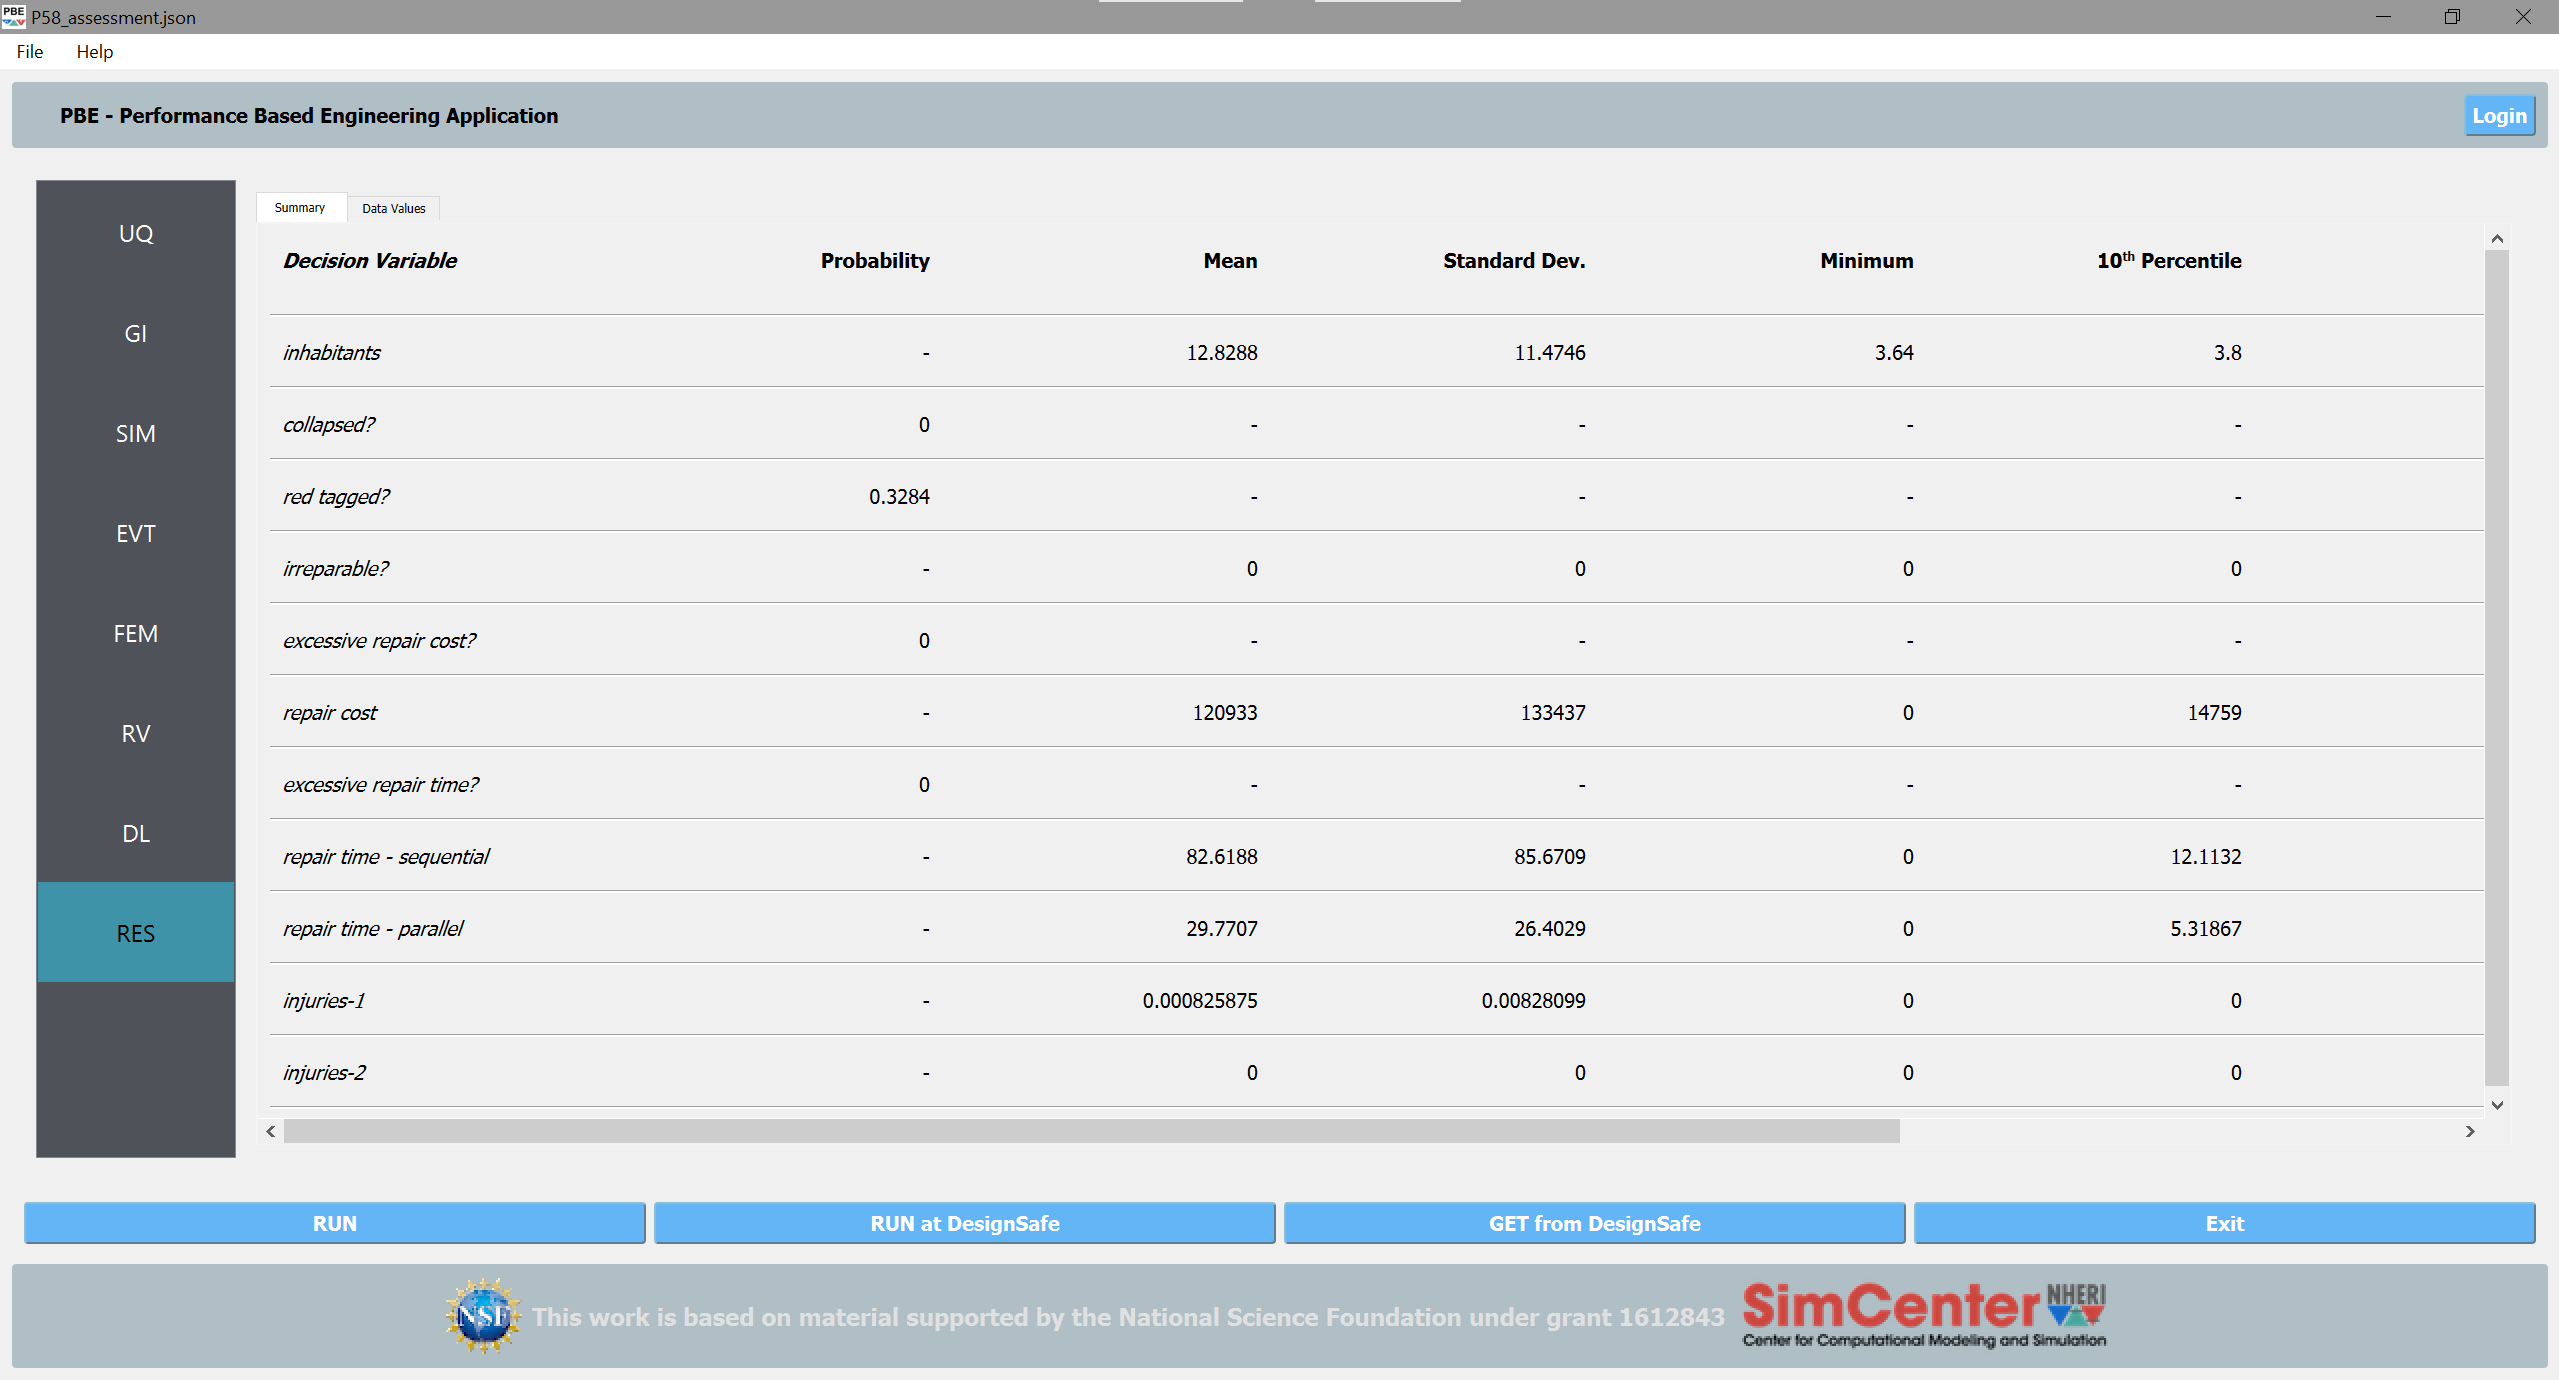 PBE P58_assessment.json
File Help
PBE - Performance Based Engineering Application
Login
UQ
GI
SIM
EVT
FEM
RV
DL
RES
Summary Data Values
Decision Variable Probability Mean Standard Dev. Minimum 10th Percentile
inhabitants - 12.8288 11.4746 3.64 3.8
collapsed? 0 - - - -
red tagged? 0.3284 - - - -
irreparable? - 0 0 0 0
excessive repair cost? 0 - - - -
repair cost - 120933 133437 0 14759
excessive repair time? 0 - - - -
repair time - sequential - 82.6188 85.6709 0 12.1132
repair time - parallel - 29.7707 26.4029 0 5.31867
injuries-1 - 0.000825875 0.00828099 0 0
injuries-2 - 0 0 0 0
RUN RUN at DesignSafe GET from DesignSafe Exit
NSF This work is based on material supported by the National Science Foundation under grant 1612843 SimCenter NHERI
Center for Computational Modeling and Simulation